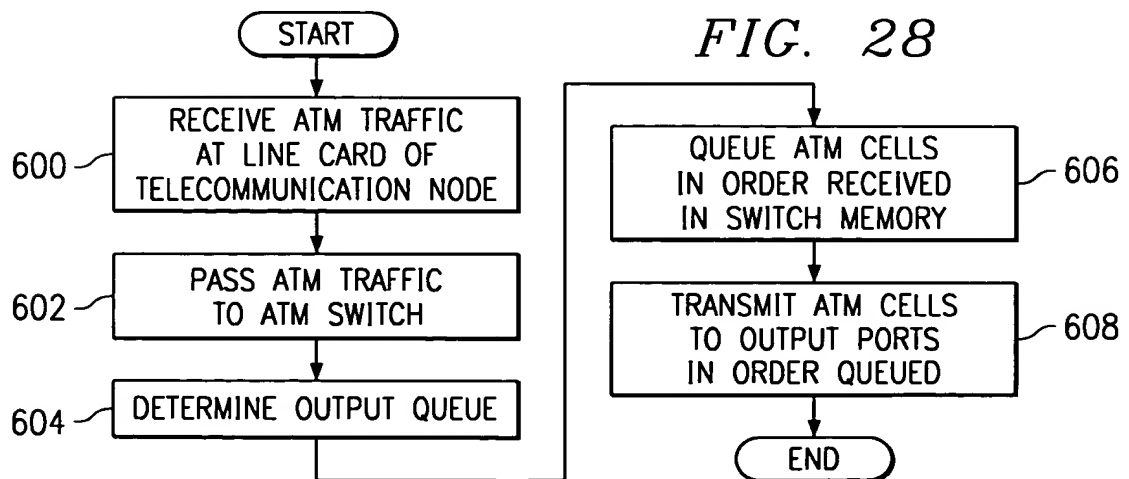 FIG. 28
START
600
RECEIVE ATM TRAFFIC
AT LINE CARD OF
TELECOMMUNICATION NODE
602
PASS ATM TRAFFIC
TO ATM SWITCH
604
DETERMINE OUTPUT QUEUE
QUEUE ATM CELLS
IN ORDER RECEIVED
IN SWITCH MEMORY
606
TRANSMIT ATM CELLS
TO OUTPUT PORTS
IN ORDER QUEUED
608
END